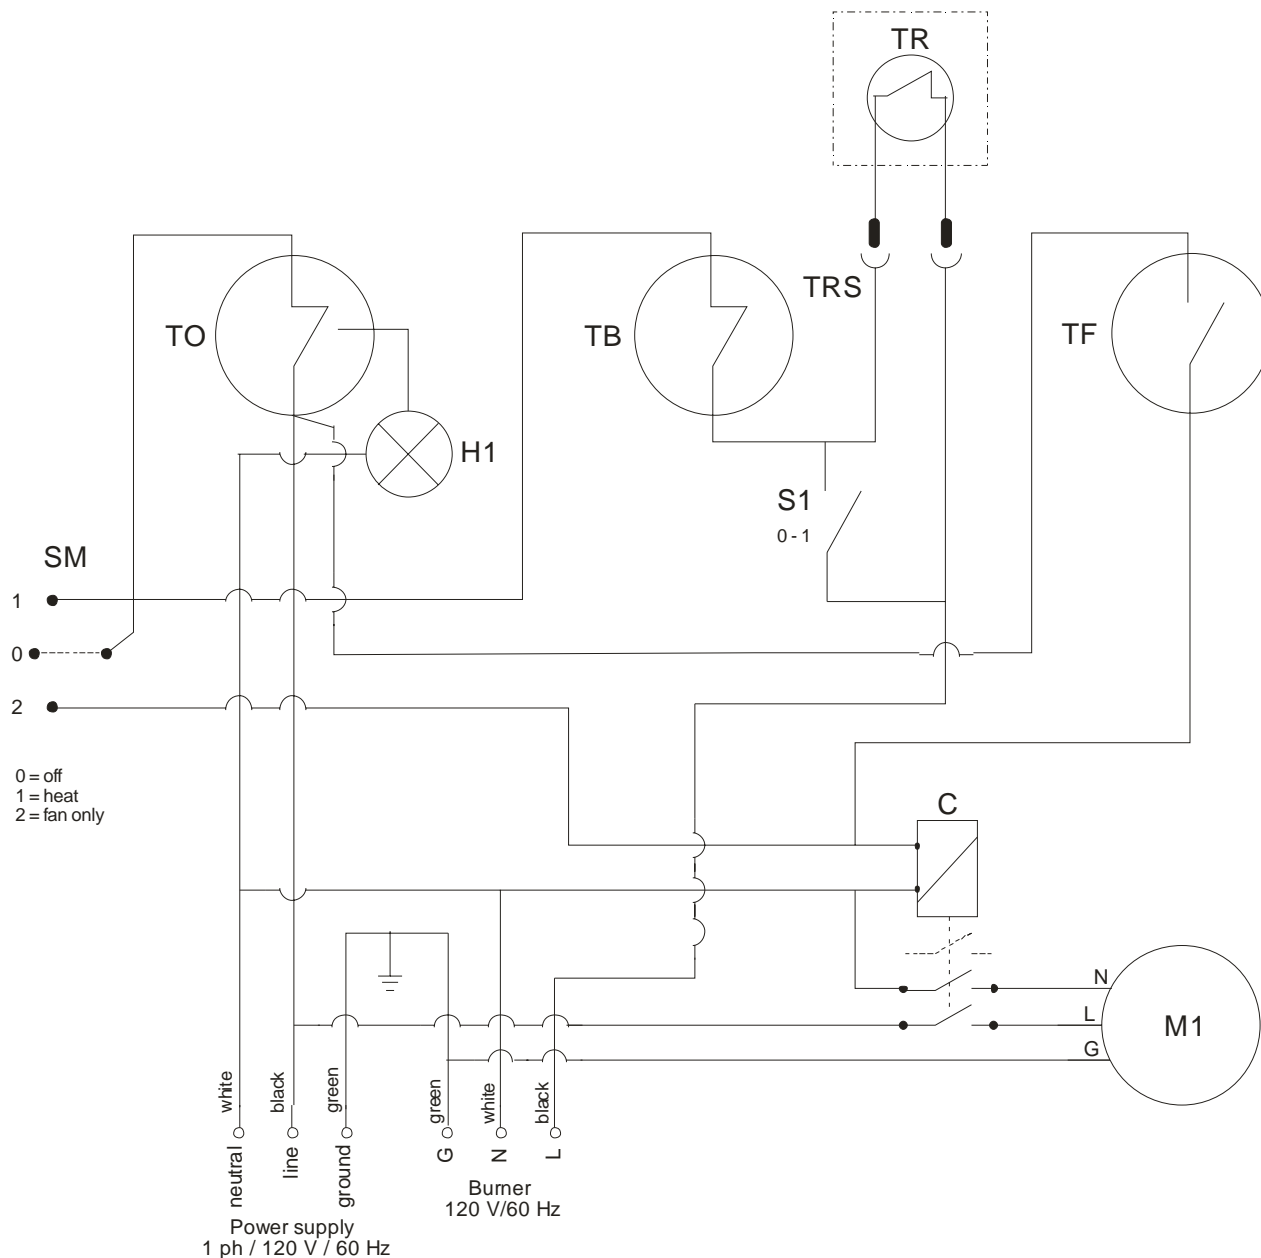 TR
TRS
TO
TB
TF
H1
S1
0 - 1
SM
1
0
2
0 = off
1 = heat
2 = fan only
C
N
L
G
M1
white
black
green
green
white
black
neutral
line
ground
G
N
L
Burner
120 V/60 Hz
Power supply
1 ph / 120 V / 60 Hz